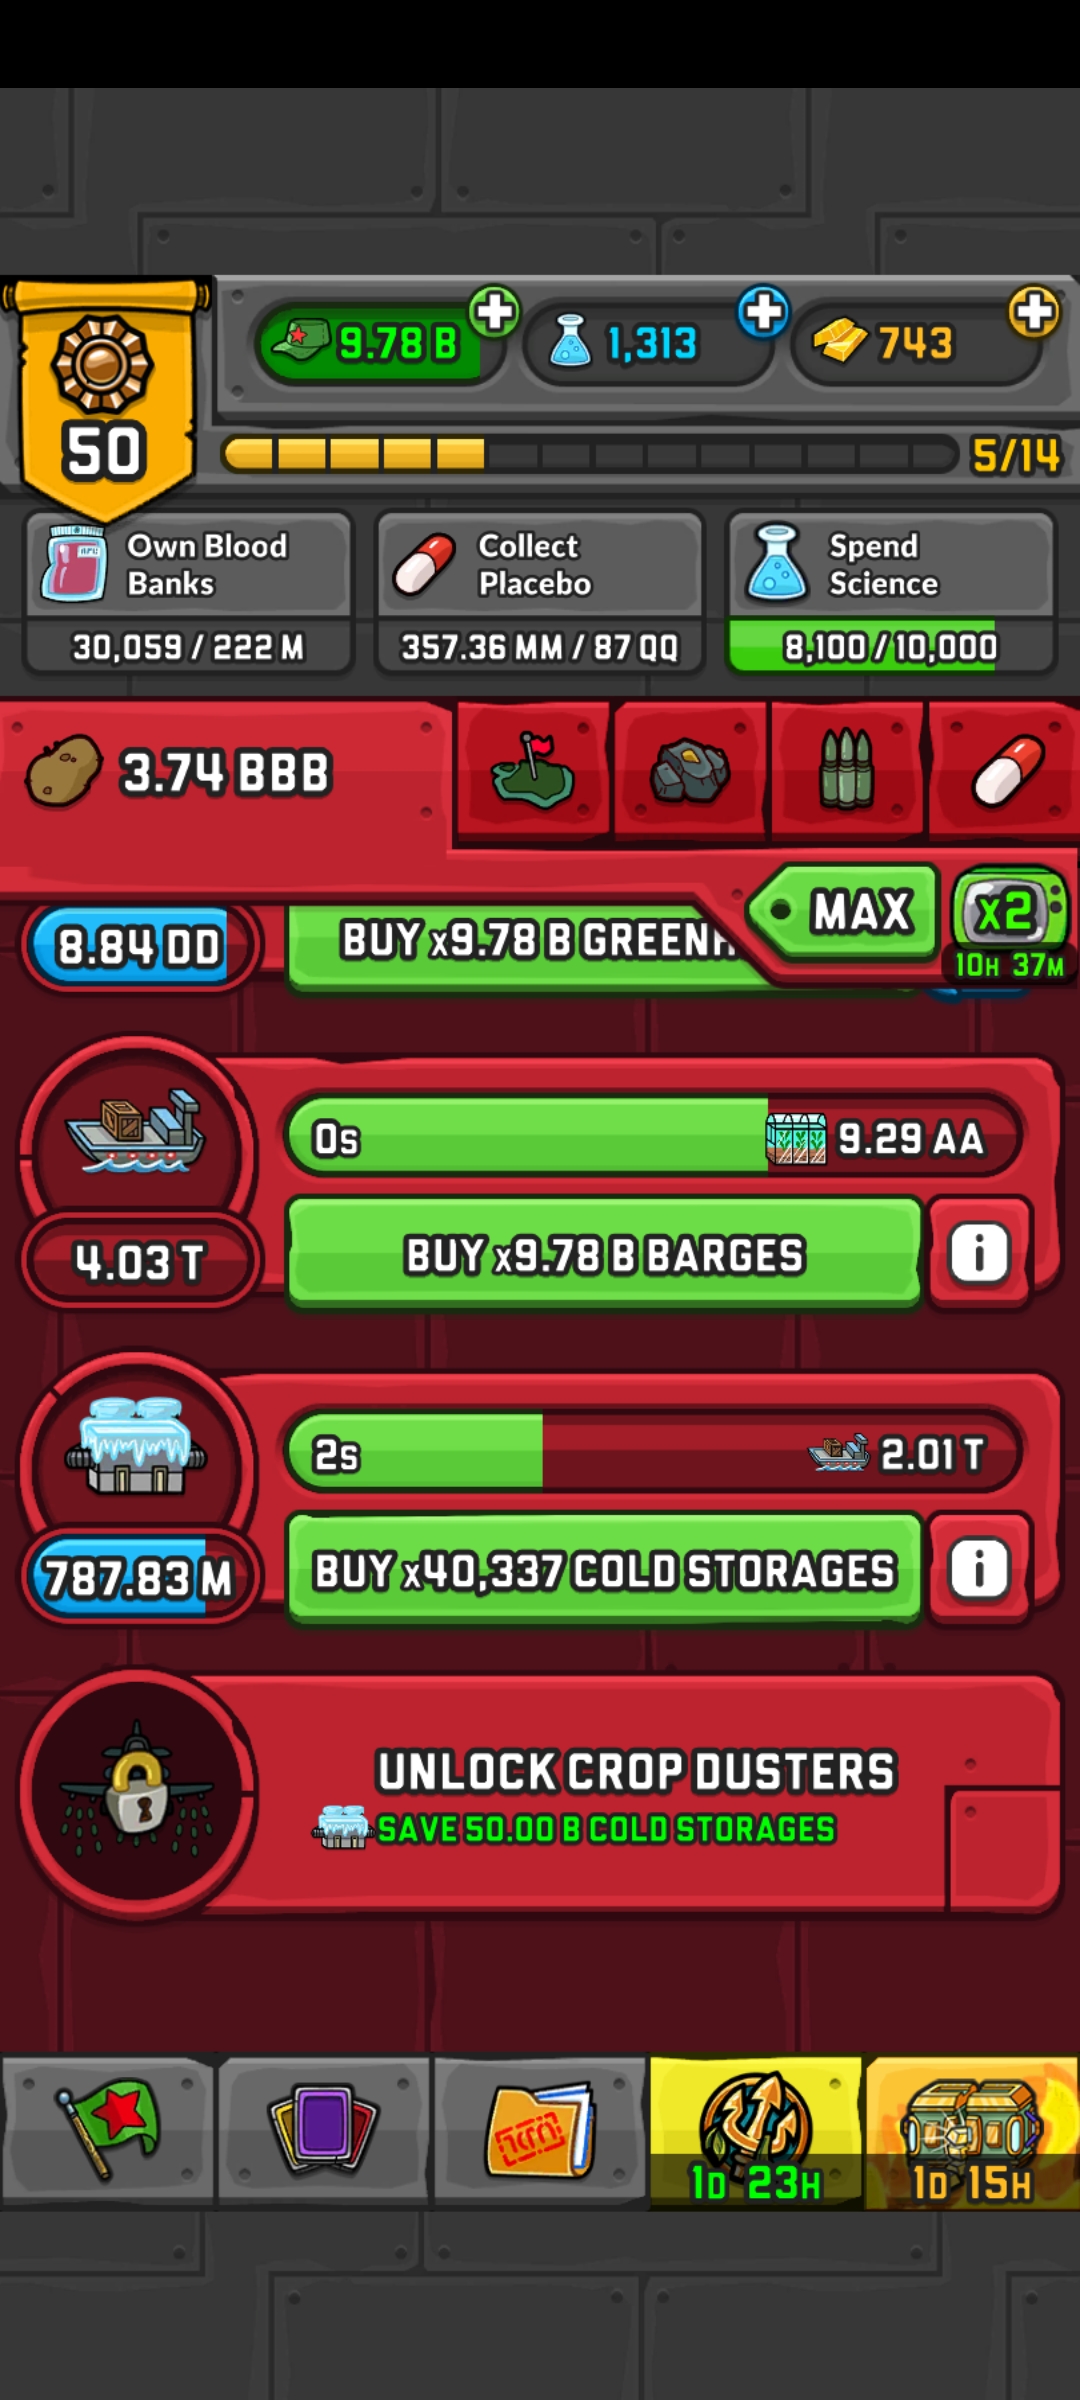 9.78 B
1,313
743
50
5/14
Own Blood
Banks
30,059 / 222 M
Collect
Placebo
357.36 MM / 87 QQ
Spend
Science
8,100 / 10,000
3.74 BBB
MAX
x2
10H 37M
8.84 DD
BUY x9.78 B GREENH
0s
9.29 AA
4.03 T
BUY x9.78 B BARGES
i
2s
2.01 T
787.83 M
BUY x40,337 COLD STORAGES
i
UNLOCK CROP DUSTERS
SAVE 50.00 B COLD STORAGES
1D 23H
1D 15H